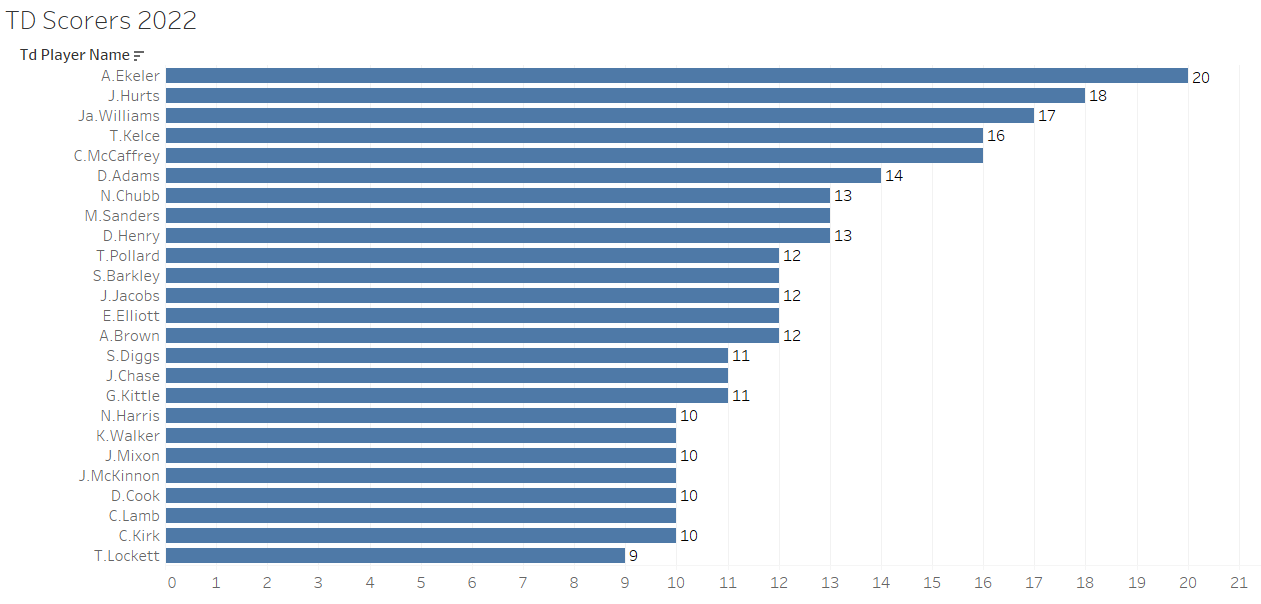 TD Scorers 2022
Td Player Name
A.Ekeler 20
J.Hurts 18
Ja.Williams 17
T.Kelce 16
C.McCaffrey
D.Adams 14
N.Chubb 13
M.Sanders
D.Henry 13
T.Pollard 12
S.Barkley
J.Jacobs 12
E.Elliott
A.Brown 12
S.Diggs 11
J.Chase
G.Kittle 11
N.Harris 10
K.Walker
J.Mixon 10
J.McKinnon
D.Cook 10
C.Lamb
C.Kirk 10
T.Lockett 9
0 1 2 3 4 5 6 7 8 9 10 11 12 13 14 15 16 17 18 19 20 21